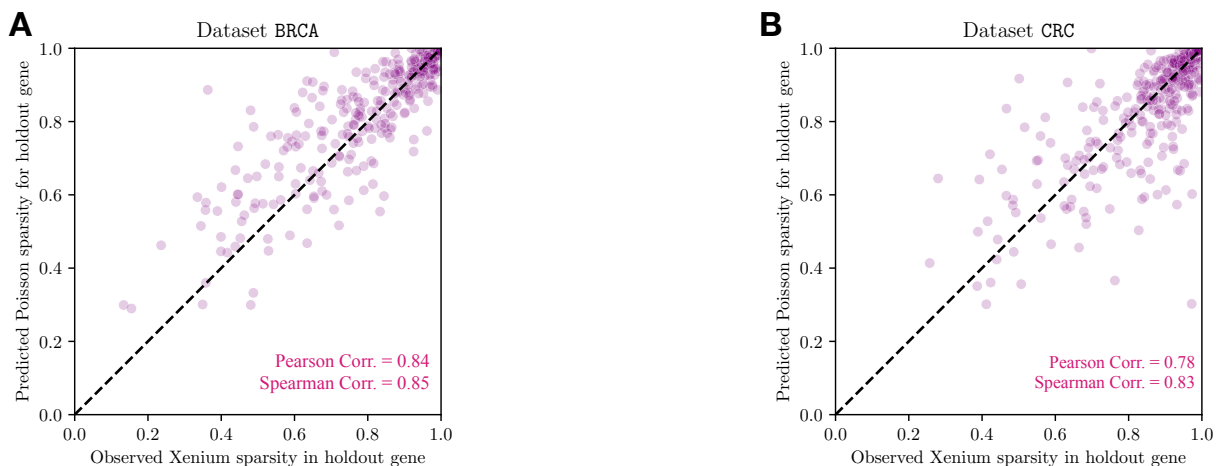 A
Dataset BRCA
Predicted Poisson sparsity for holdout gene
1.0
0.8
0.6
0.4
0.2
0.0
Pearson Corr. = 0.84
Spearman Corr. = 0.85
0.0 0.2 0.4 0.6 0.8 1.0
Observed Xenium sparsity in holdout gene
B
Dataset CRC
Predicted Poisson sparsity for holdout gene
1.0
0.8
0.6
0.4
0.2
0.0
Pearson Corr. = 0.78
Spearman Corr. = 0.83
0.0 0.2 0.4 0.6 0.8 1.0
Observed Xenium sparsity in holdout gene